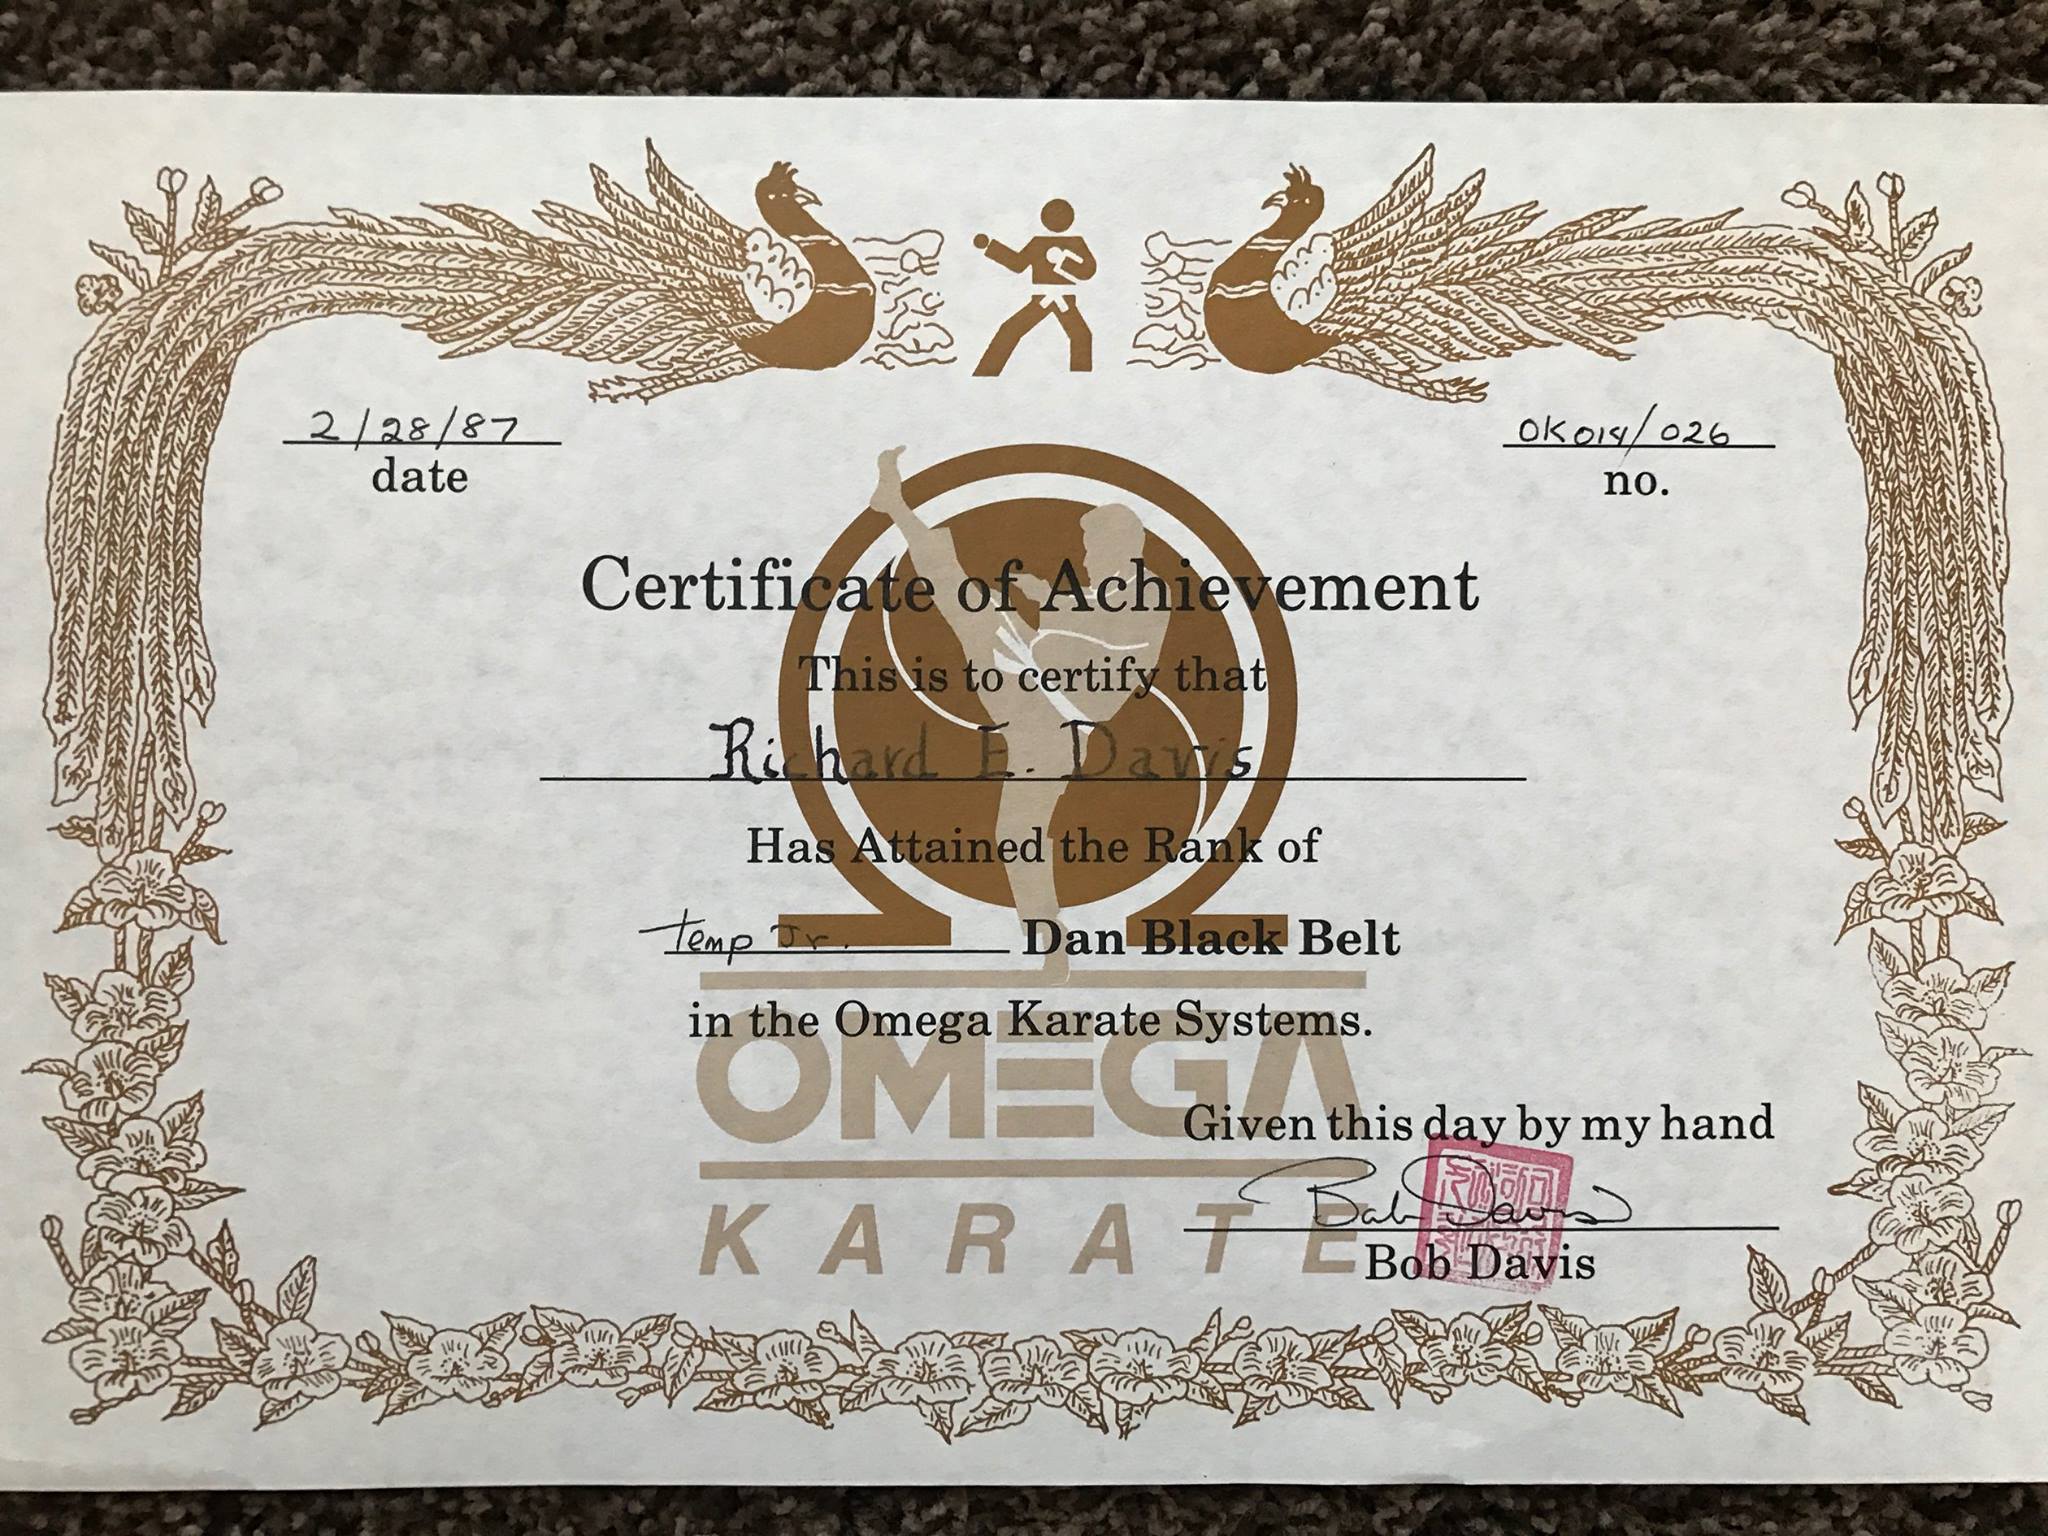 2/28/87
date
OK014/026
no.
Certificate of Achievement
This is to certify that
Richard E. Davis
Has Attained the Rank of
Temp Jr. Dan Black Belt
in the Omega Karate Systems.
OMEGA
Given this day by my hand
Bob Davis
KARATE
Bob Davis